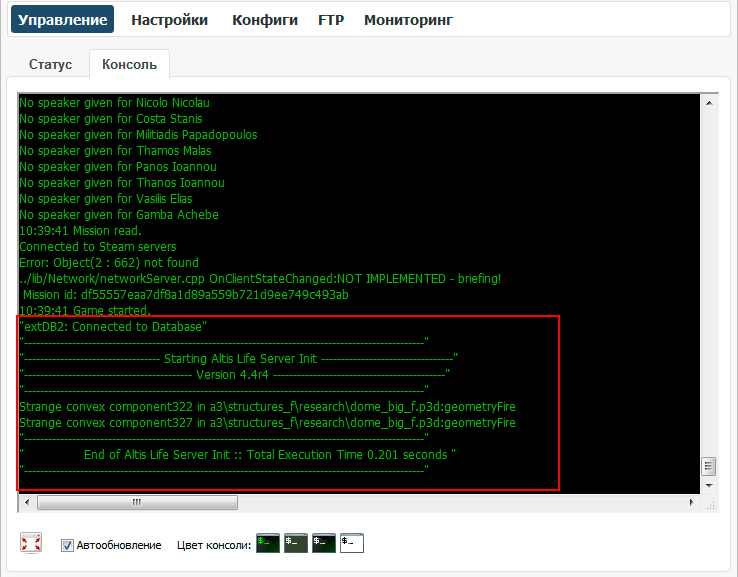 Управление Настройки Конфиги FTP Мониторинг
Статус Консоль
No speaker given for Nicolo Nicolau
No speaker given for Costa Stanis
No speaker given for Militiadis Papadopoulos
No speaker given for Thamos Malas
No speaker given for Panos Ioannou
No speaker given for Thanos Ioannou
No speaker given for Vasilis Elias
No speaker given for Gamba Achebe
10:39:41 Mission read.
Connected to Steam servers
Error: Object(2 : 662) not found
../lib/Network/networkServer.cpp OnClientStateChanged:NOT IMPLEMENTED - briefing!
Mission id: df55557eaa7df8a1d89a559b721d9ee749c493ab
10:39:41 Game started.
"extDB2: Connected to Database"
"----------------------------------------------------------------------------------------------------"
"---------------------------------- Starting Altis Life Server Init ---------------------------------"
"------------------------------------------ Version 4.4r4 -------------------------------------------"
"----------------------------------------------------------------------------------------------------"
Strange convex component322 in a3\structures_f\research\dome_big_f.p3d:geometryFire
Strange convex component327 in a3\structures_f\research\dome_big_f.p3d:geometryFire
"----------------------------------------------------------------------------------------------------"
" End of Altis Life Server Init :: Total Execution Time 0.201 seconds "
"----------------------------------------------------------------------------------------------------"
Автообновление Цвет консоли: $_ $_ $_ $_